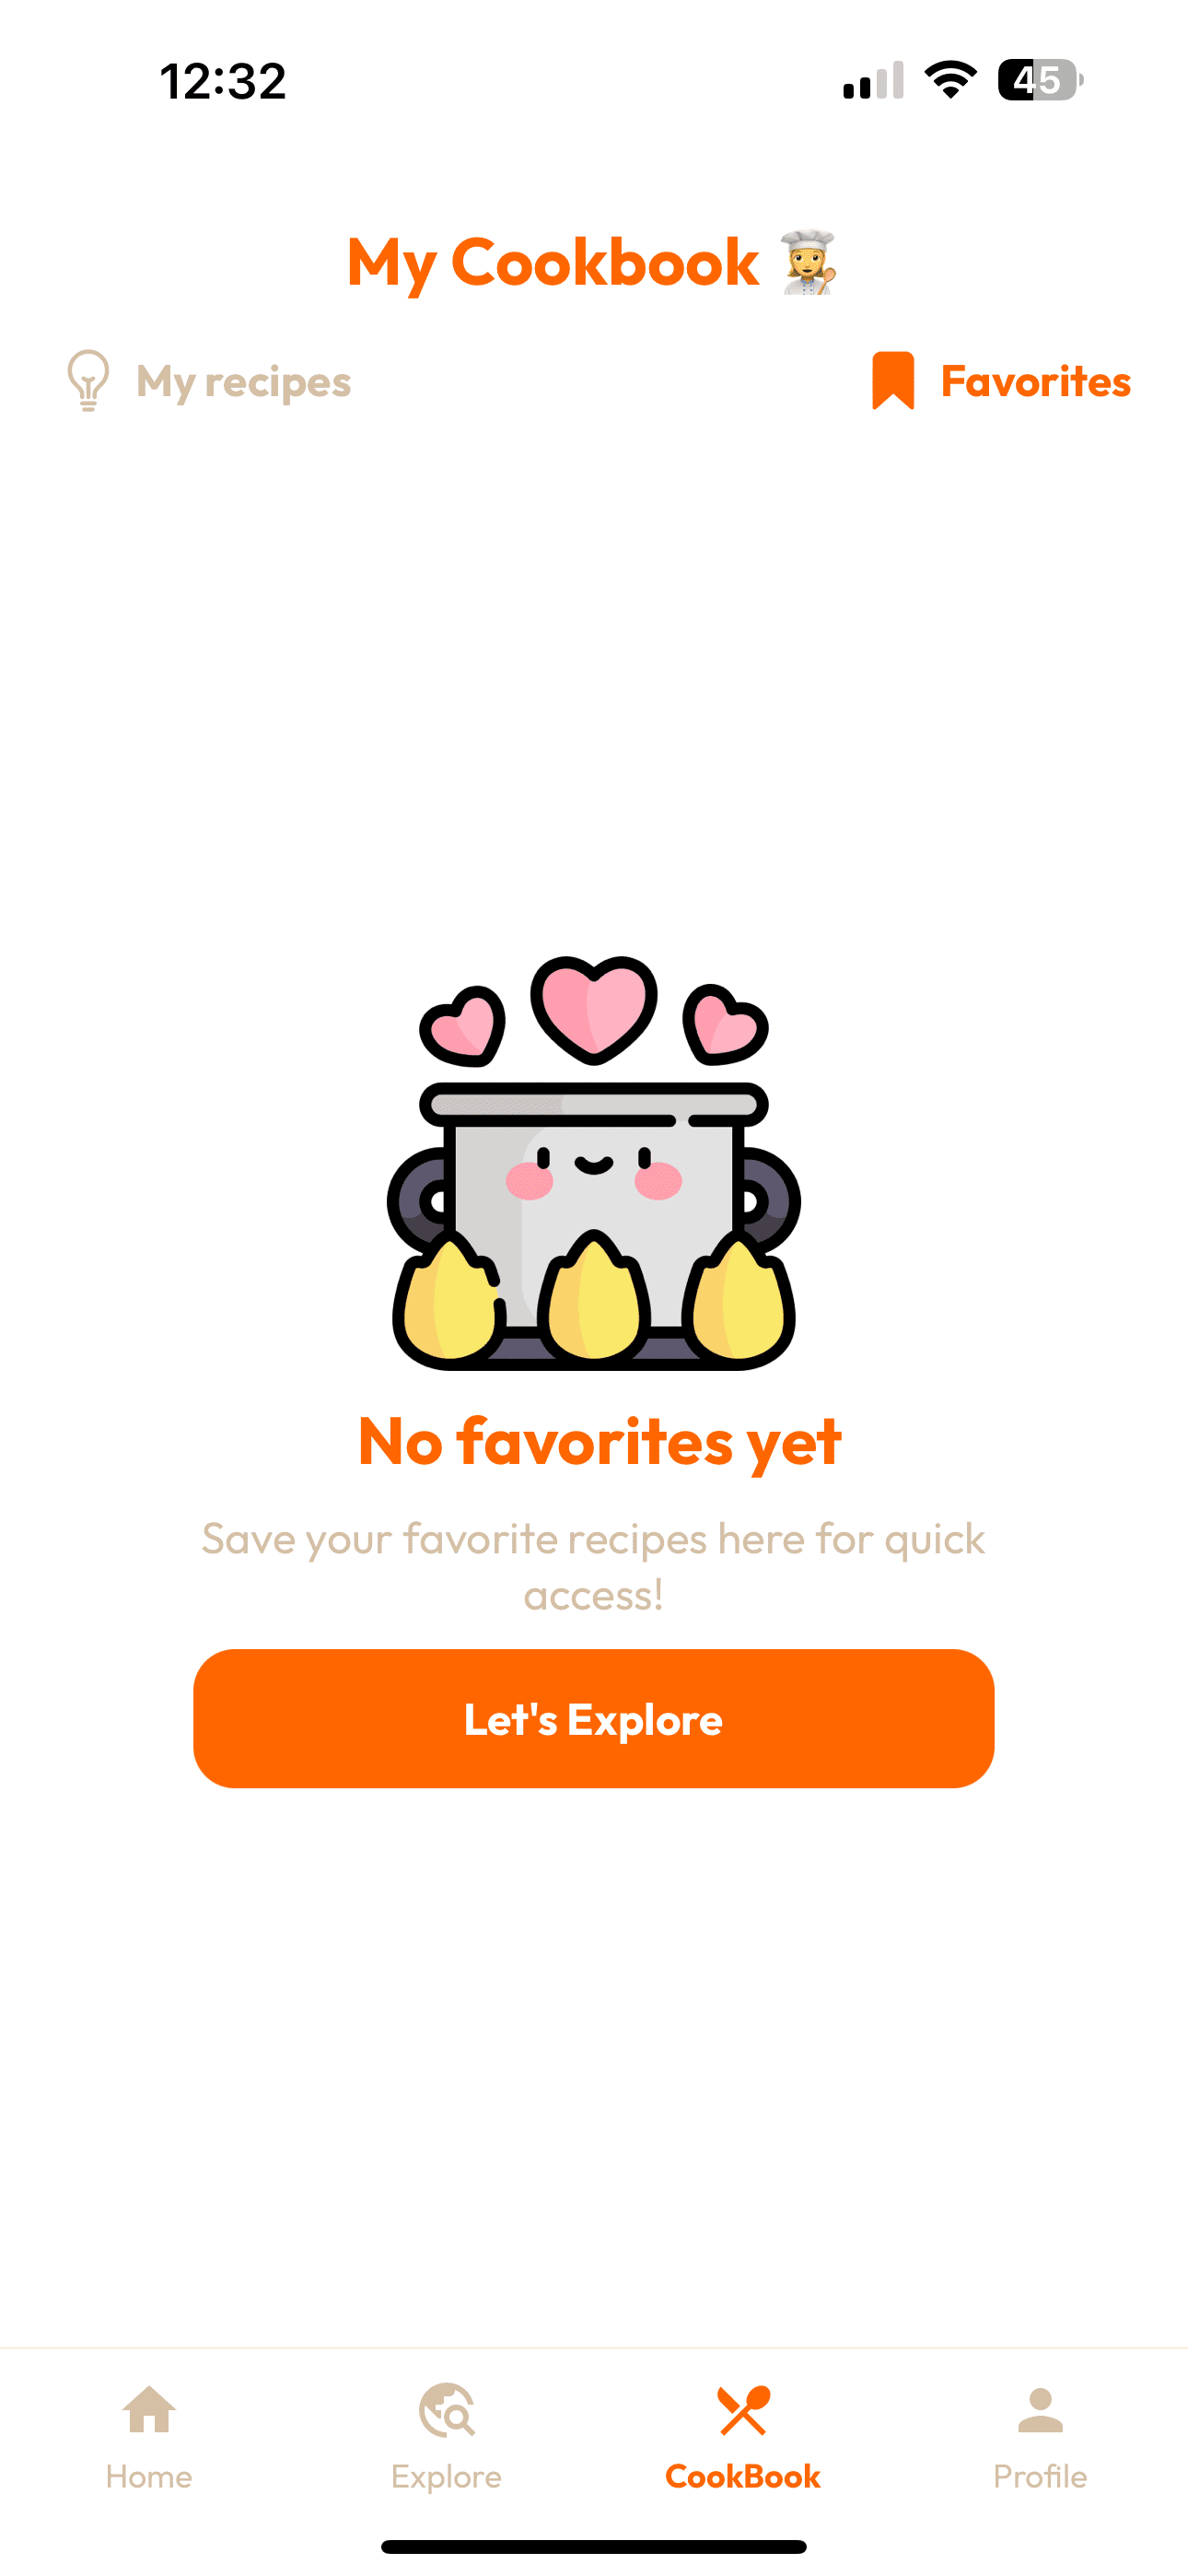 12:32
45
My Cookbook 🧑‍🍳
My recipes
Favorites
No favorites yet
Save your favorite recipes here for quick
access!
Let's Explore
Home
Explore
CookBook
Profile